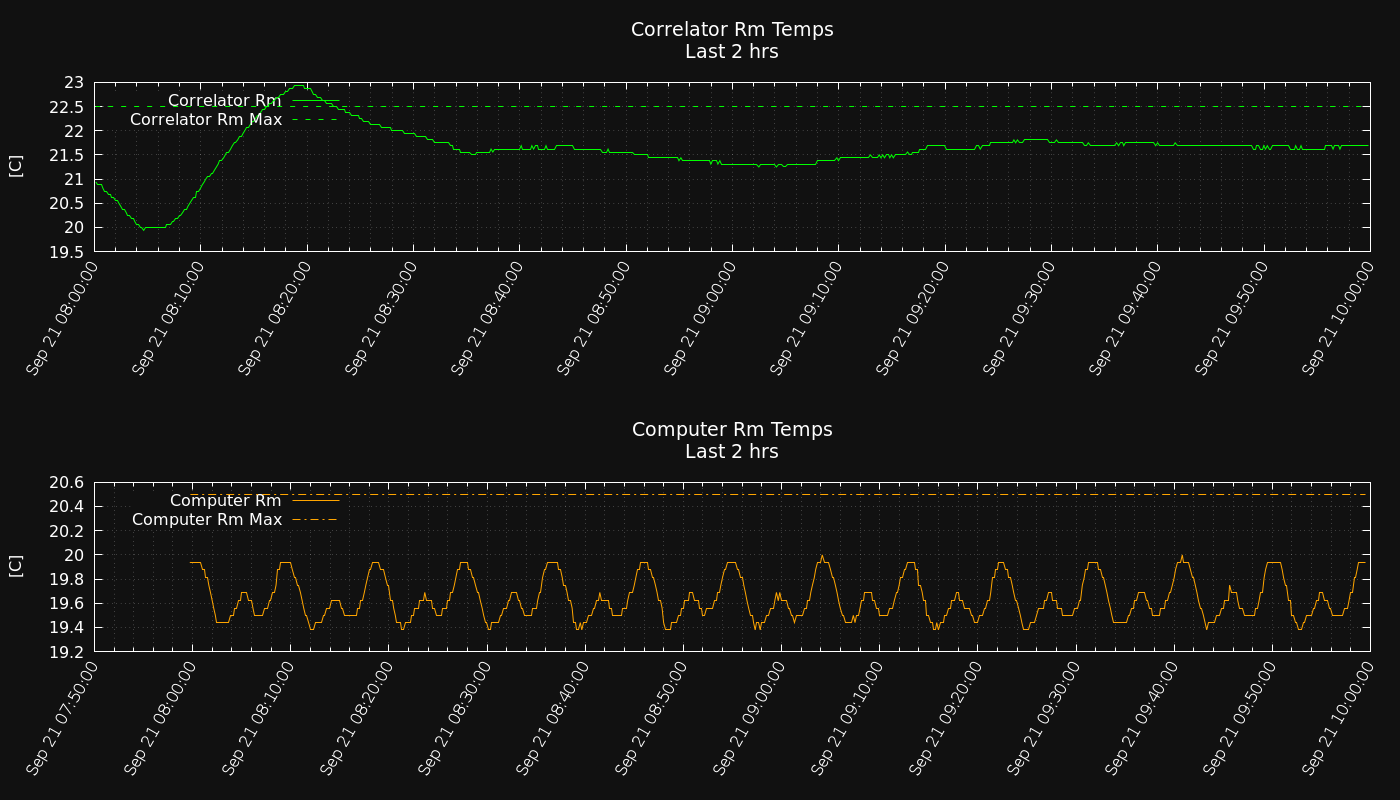 Correlator Rm Temps
Last 2 hrs
[C]
23
22.5
22
21.5
21
20.5
20
19.5
Correlator Rm
Correlator Rm Max
Sep 21 08:00:00
Sep 21 08:10:00
Sep 21 08:20:00
Sep 21 08:30:00
Sep 21 08:40:00
Sep 21 08:50:00
Sep 21 09:00:00
Sep 21 09:10:00
Sep 21 09:20:00
Sep 21 09:30:00
Sep 21 09:40:00
Sep 21 09:50:00
Sep 21 10:00:00
Computer Rm Temps
Last 2 hrs
[C]
20.6
20.4
20.2
20
19.8
19.6
19.4
19.2
Computer Rm
Computer Rm Max
Sep 21 07:50:00
Sep 21 08:00:00
Sep 21 08:10:00
Sep 21 08:20:00
Sep 21 08:30:00
Sep 21 08:40:00
Sep 21 08:50:00
Sep 21 09:00:00
Sep 21 09:10:00
Sep 21 09:20:00
Sep 21 09:30:00
Sep 21 09:40:00
Sep 21 09:50:00
Sep 21 10:00:00